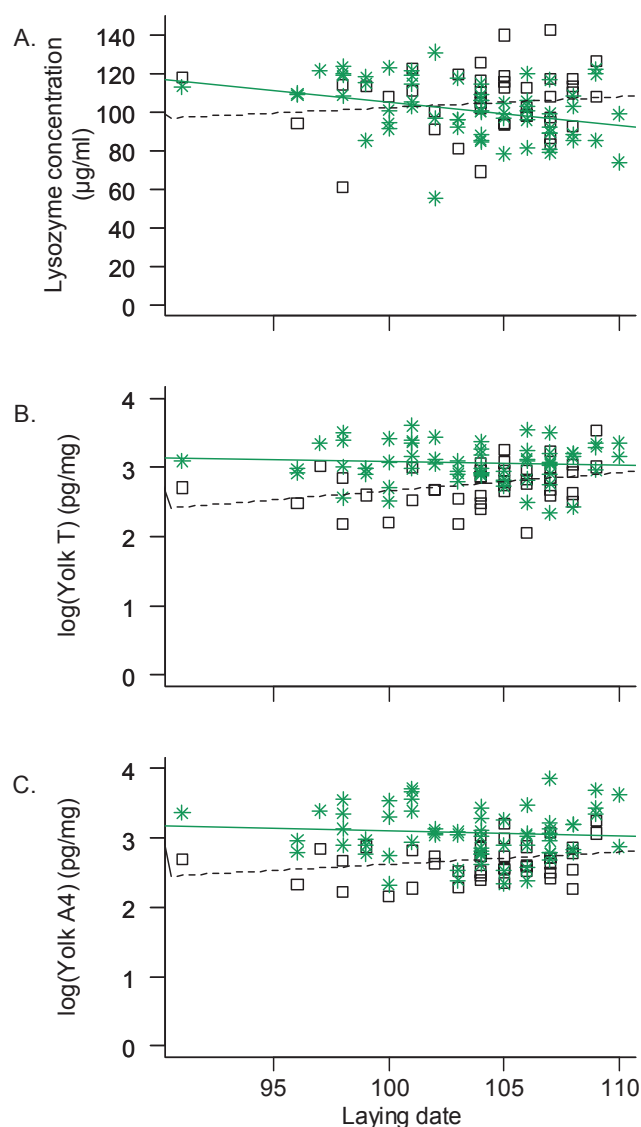 A.
Lysozyme concentration
(µg/ml)
140
120
100
80
60
40
20
0
B.
log(Yolk T) (pg/mg)
4
3
2
1
0
C.
log(Yolk A4) (pg/mg)
4
3
2
1
0
95
100
105
110
Laying date